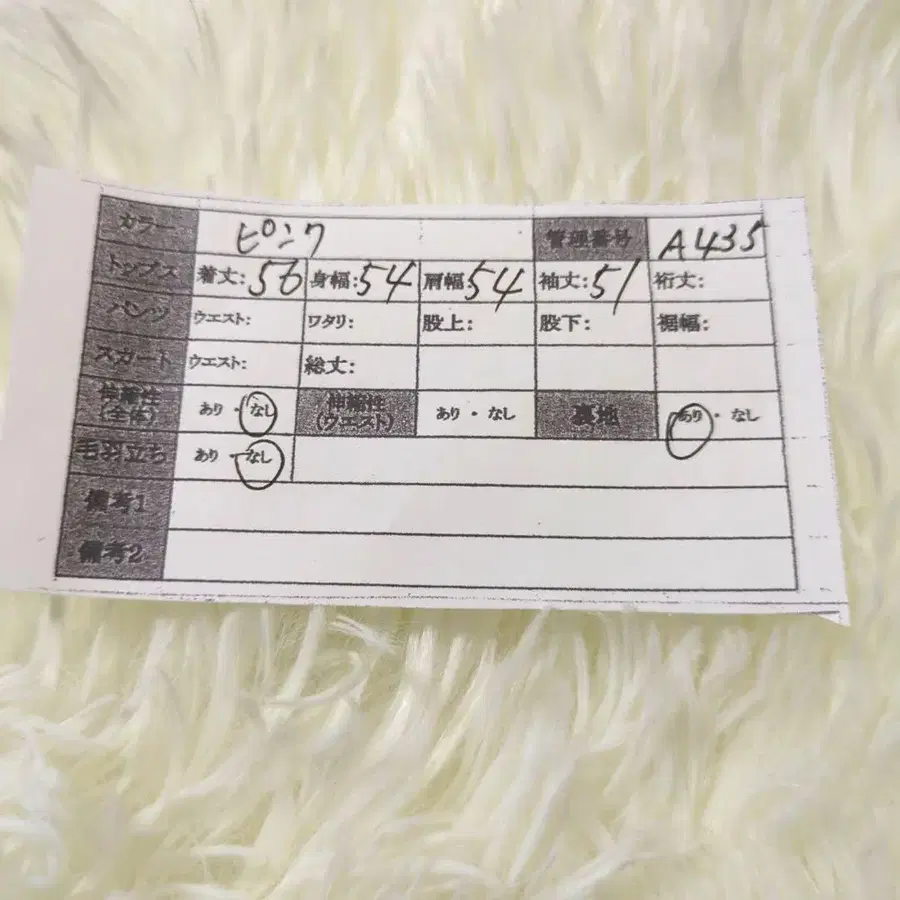 カラー ピンク 管理番号 A435
トップス 着丈:56 身幅:54 肩幅:54 袖丈:51 裄丈:
パンツ ウエスト: ワタリ: 股上: 股下: 裾幅:
スカート ウエスト: 総丈:
伸縮性(全体) あり・なし 伸縮性(ウエスト) あり・なし 裏地 あり・なし
毛羽立ち あり・なし
備考1
備考2